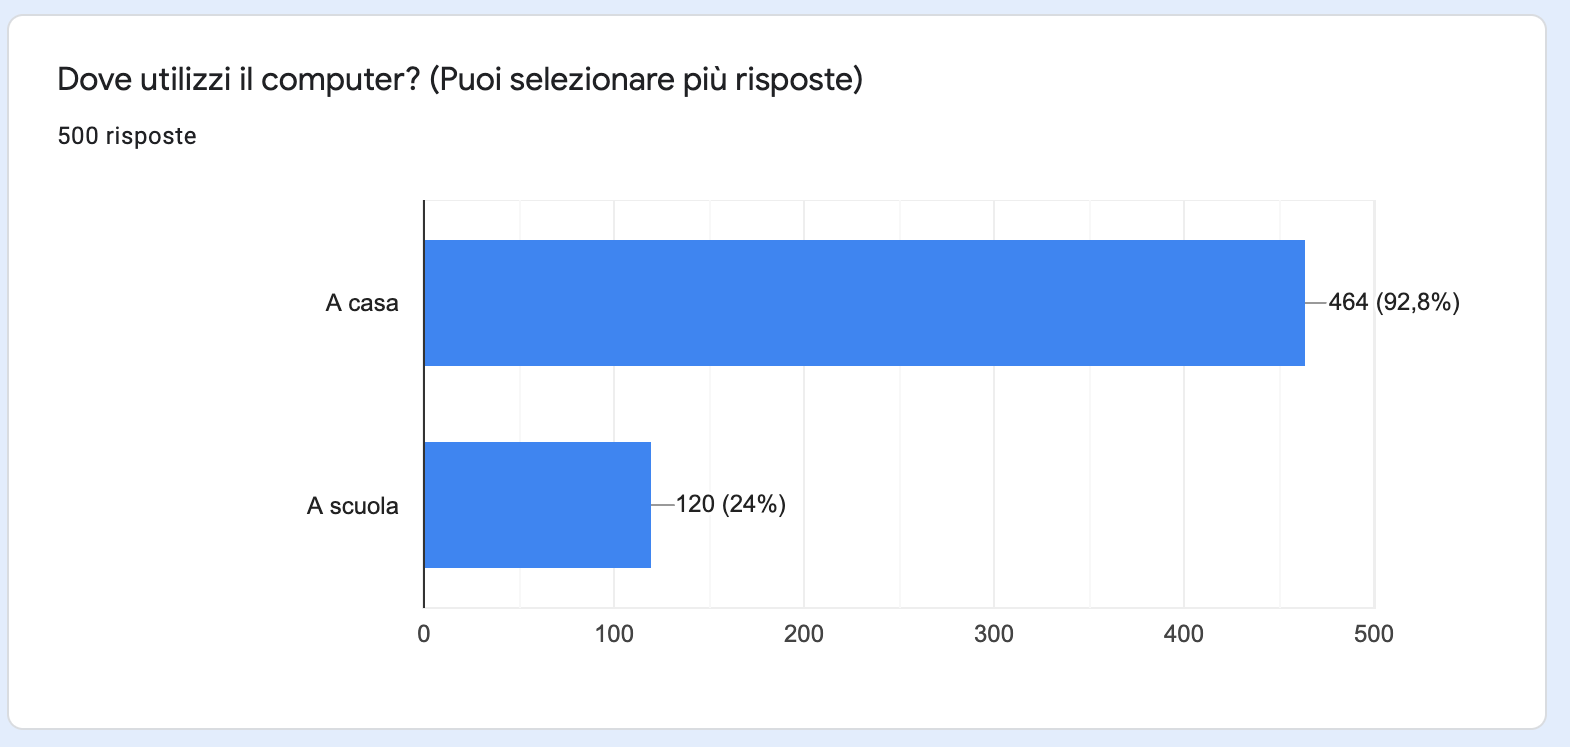 Dove utilizzi il computer? (Puoi selezionare più risposte)
500 risposte
A casa
464 (92,8%)
A scuola
120 (24%)
0 100 200 300 400 500